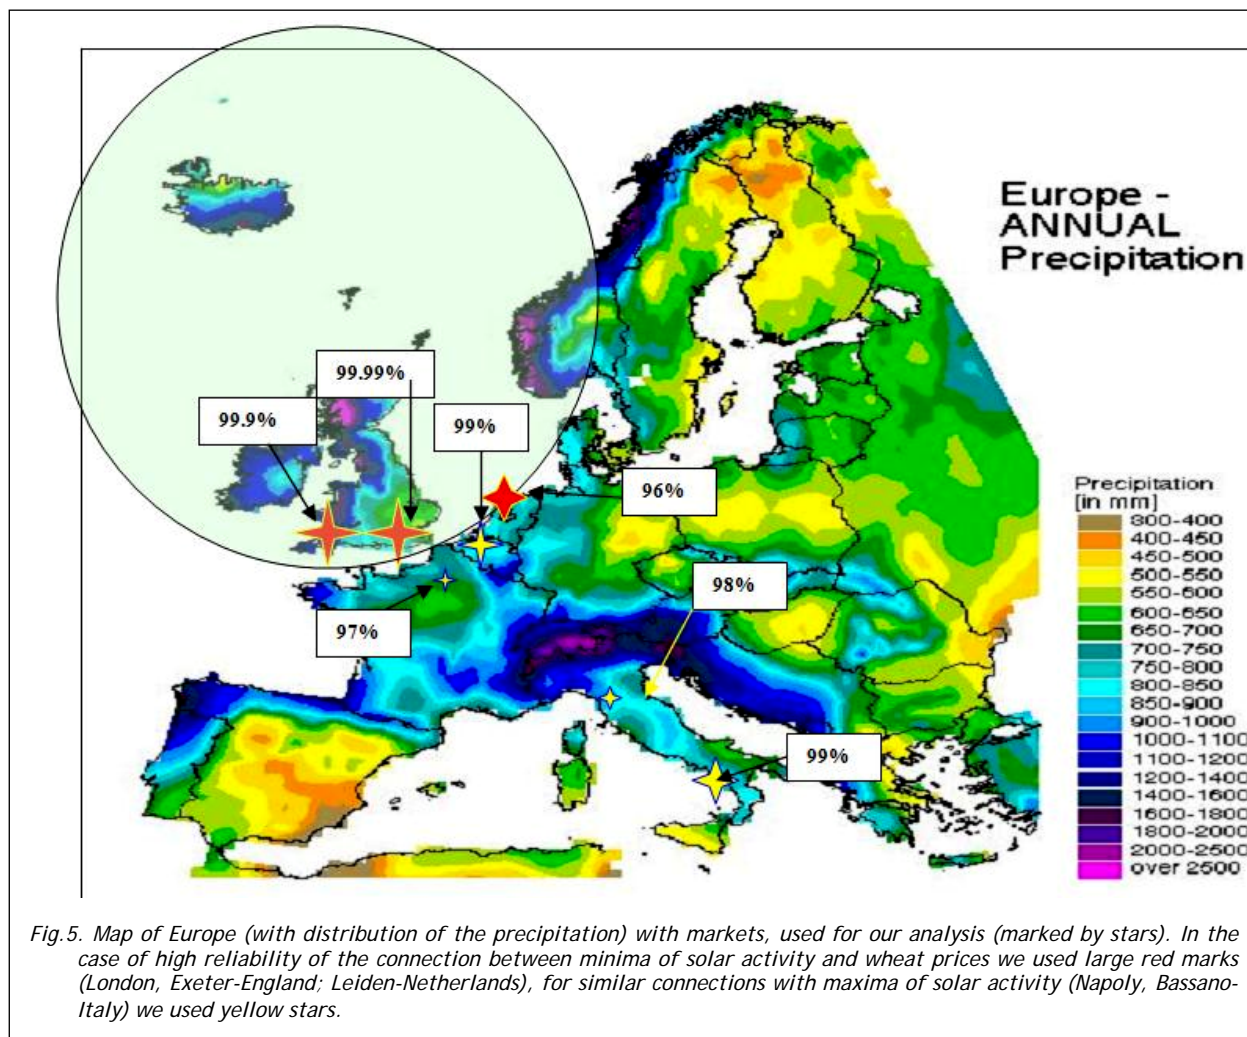 Europe -
ANNUAL
Precipitation
99.99%
99.9%
99%
96%
98%
97%
99%
Precipitation
[in mm]
300-400
400-450
450-500
500-550
550-600
600-650
650-700
700-750
750-800
800-850
850-900
900-1000
1000-1100
1100-1200
1200-1400
1400-1600
1600-1800
1800-2000
2000-2500
over 2500
Fig.5. Map of Europe (with distribution of the precipitation) with markets, used for our analysis (marked by stars). In the
case of high reliability of the connection between minima of solar activity and wheat prices we used large red marks
(London, Exeter-England; Leiden-Netherlands), for similar connections with maxima of solar activity (Napoly, Bassano-
Italy) we used yellow stars.